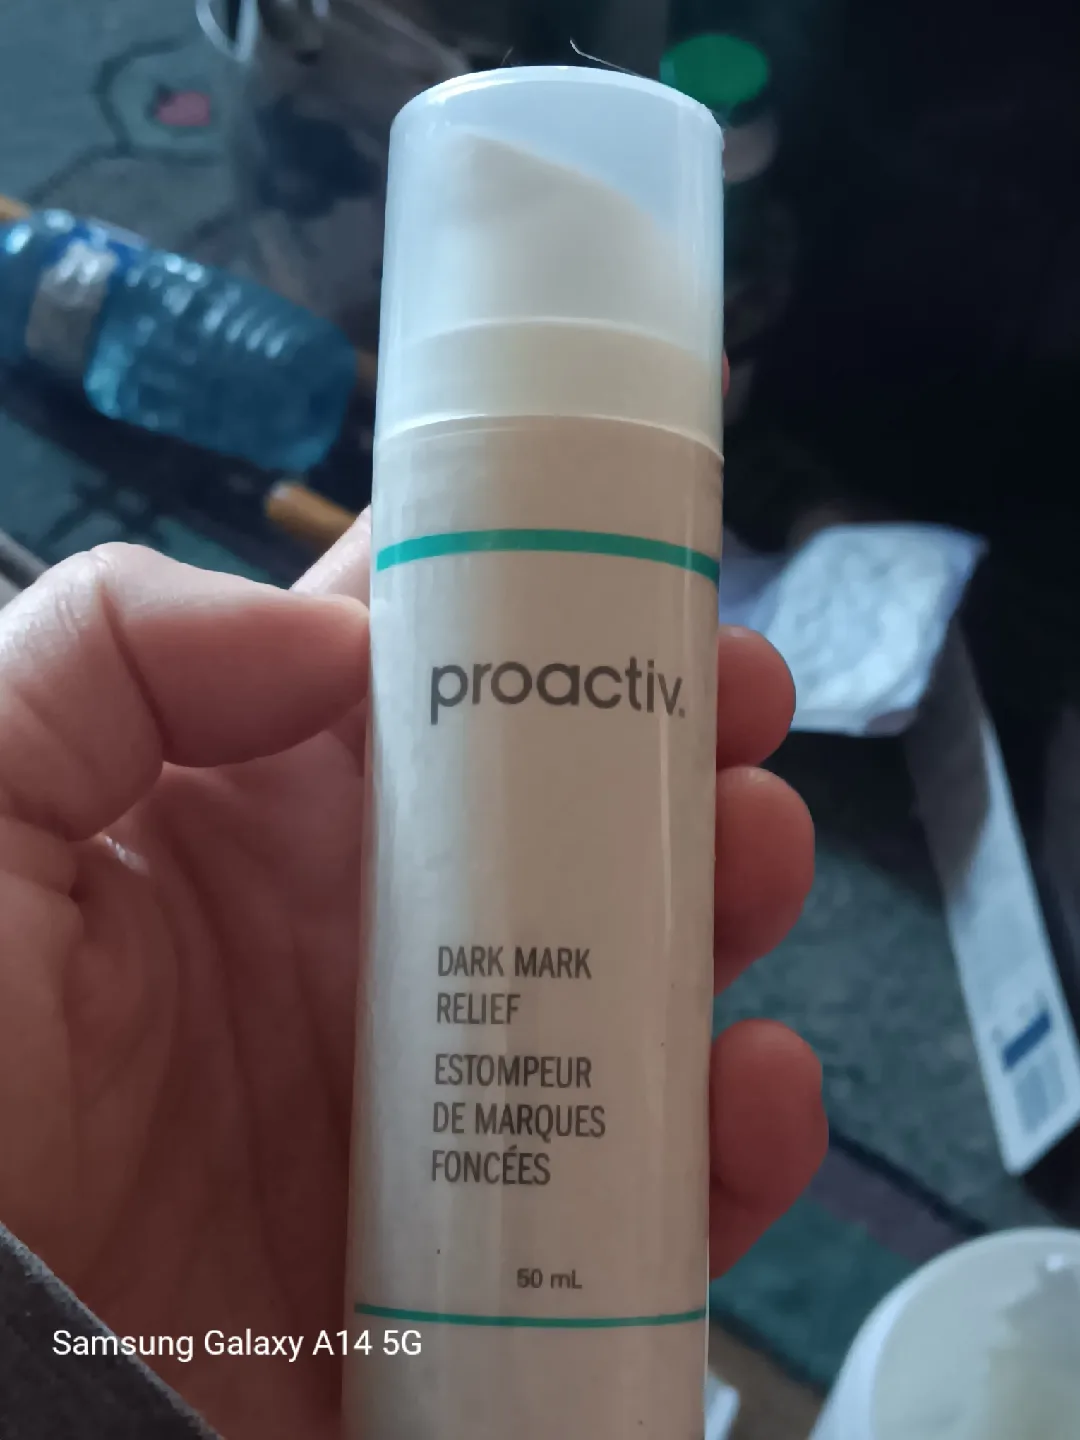 proactiv.
DARK MARK
RELIEF
ESTOMPEUR
DE MARQUES
FONCÉES
50 mL
Samsung Galaxy A14 5G